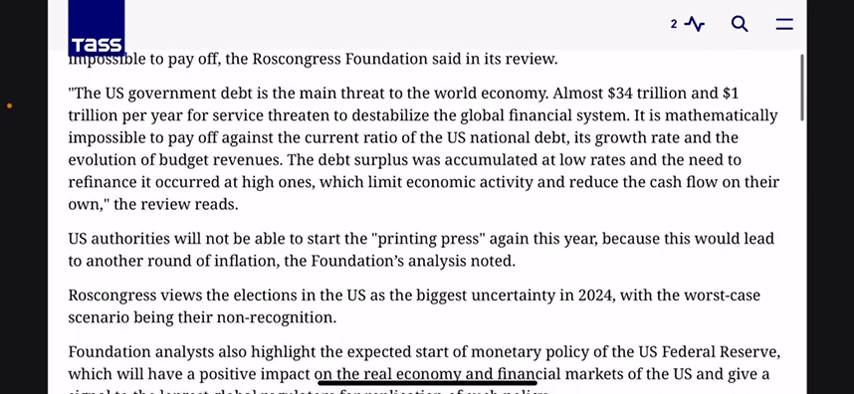 2
TASS
impossible to pay off, the Roscongress Foundation said in its review.
"The US government debt is the main threat to the world economy. Almost $34 trillion and $1
trillion per year for service threaten to destabilize the global financial system. It is mathematically
impossible to pay off against the current ratio of the US national debt, its growth rate and the
evolution of budget revenues. The debt surplus was accumulated at low rates and the need to
refinance it occurred at high ones, which limit economic activity and reduce the cash flow on their
own," the review reads.
US authorities will not be able to start the "printing press" again this year, because this would lead
to another round of inflation, the Foundation’s analysis noted.
Roscongress views the elections in the US as the biggest uncertainty in 2024, with the worst-case
scenario being their non-recognition.
Foundation analysts also highlight the expected start of monetary policy of the US Federal Reserve,
which will have a positive impact on the real economy and financial markets of the US and give a